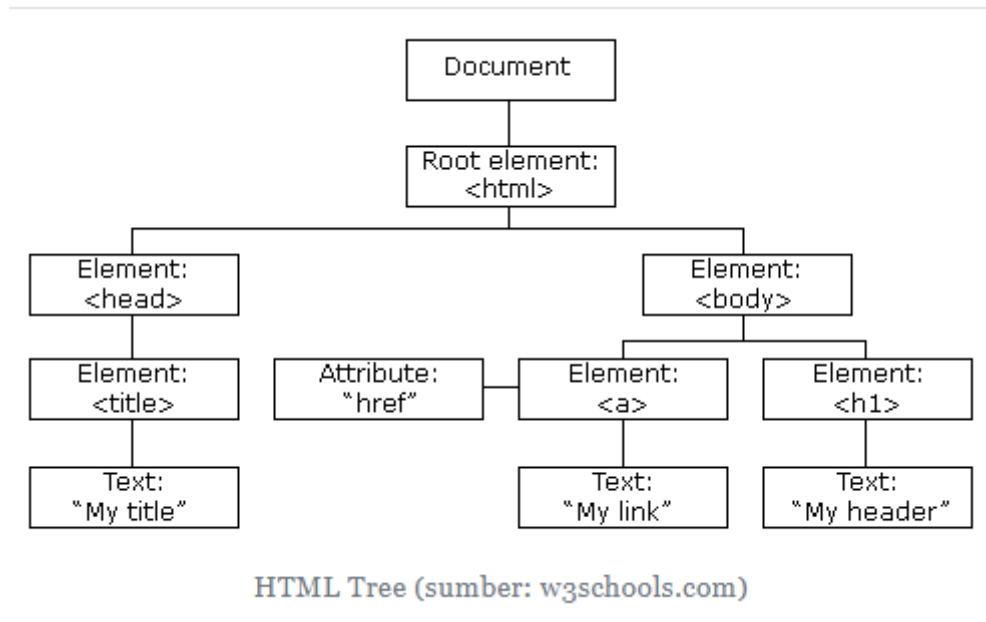 Document
Root element:
<html>
Element:
<head>
Element:
<body>
Element:
<title>
Attribute:
“href”
Element:
<a>
Element:
<h1>
Text:
“My title”
Text:
“My link”
Text:
“My header”
HTML Tree (sumber: w3schools.com)